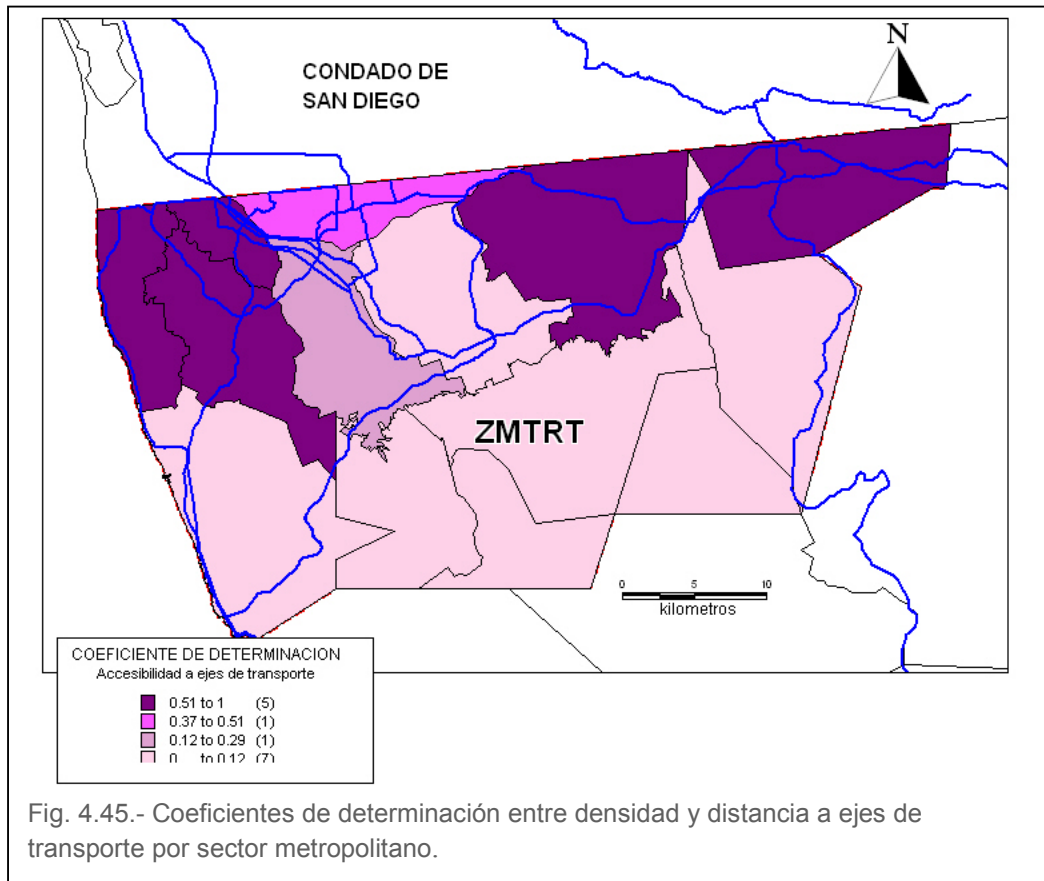 CONDADO DE
SAN DIEGO
N
ZMTRT
0 5 10
kilometros
COEFICIENTE DE DETERMINACION
Accesibilidad a ejes de transporte
0.51 to 1 (5)
0.37 to 0.51 (1)
0.12 to 0.29 (1)
0 to 0.12 (7)
Fig. 4.45.- Coeficientes de determinación entre densidad y distancia a ejes de
transporte por sector metropolitano.